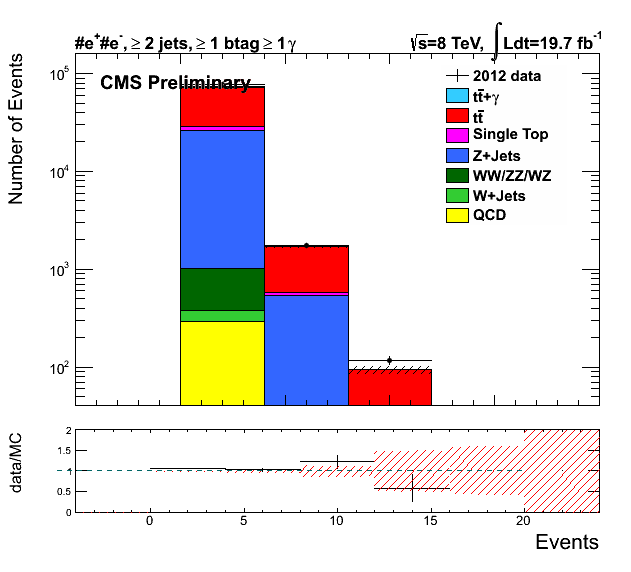 #e⁺#e⁻, ≥ 2 jets, ≥ 1 btag ≥ 1 γ
√s=8 TeV, ∫Ldt=19.7 fb⁻¹
CMS Preliminary
2012 data
tt̄+γ
tt̄
Single Top
Z+Jets
WW/ZZ/WZ
W+Jets
QCD
Number of Events
10⁵
10⁴
10³
10²
data/MC
2
1.5
1
0.5
0
0 5 10 15 20
Events